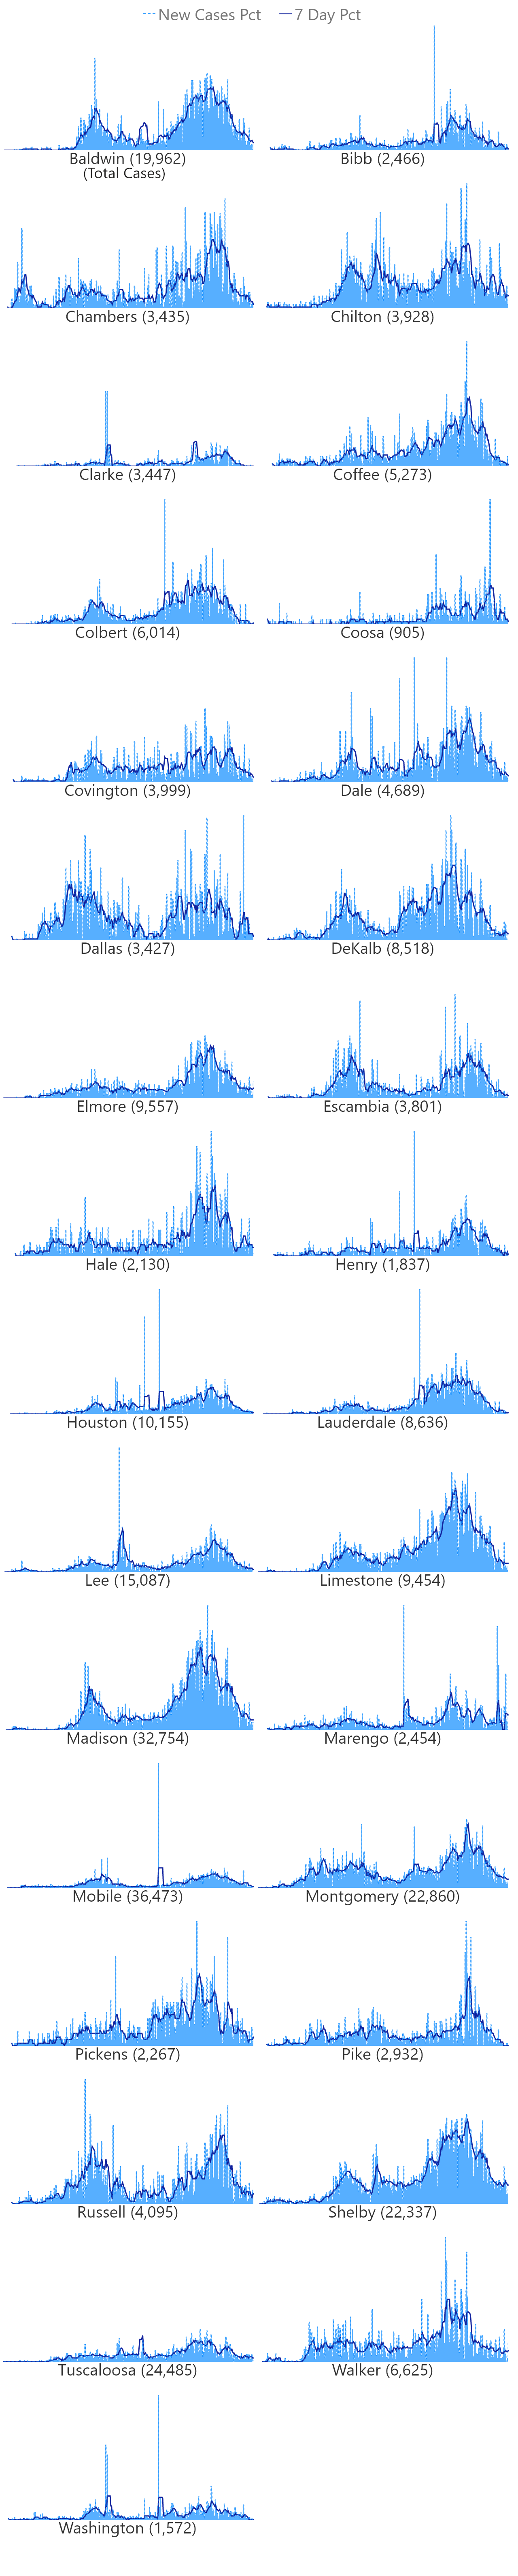 New Cases Pct 7 Day Pct
Baldwin (19,962) Bibb (2,466)
(Total Cases)
Chambers (3,435) Chilton (3,928)
Clarke (3,447) Coffee (5,273)
Colbert (6,014) Coosa (905)
Covington (3,999) Dale (4,689)
Dallas (3,427) DeKalb (8,518)
Elmore (9,557) Escambia (3,801)
Hale (2,130) Henry (1,837)
Houston (10,155) Lauderdale (8,636)
Lee (15,087) Limestone (9,454)
Madison (32,754) Marengo (2,454)
Mobile (36,473) Montgomery (22,860)
Pickens (2,267) Pike (2,932)
Russell (4,095) Shelby (22,337)
Tuscaloosa (24,485) Walker (6,625)
Washington (1,572)